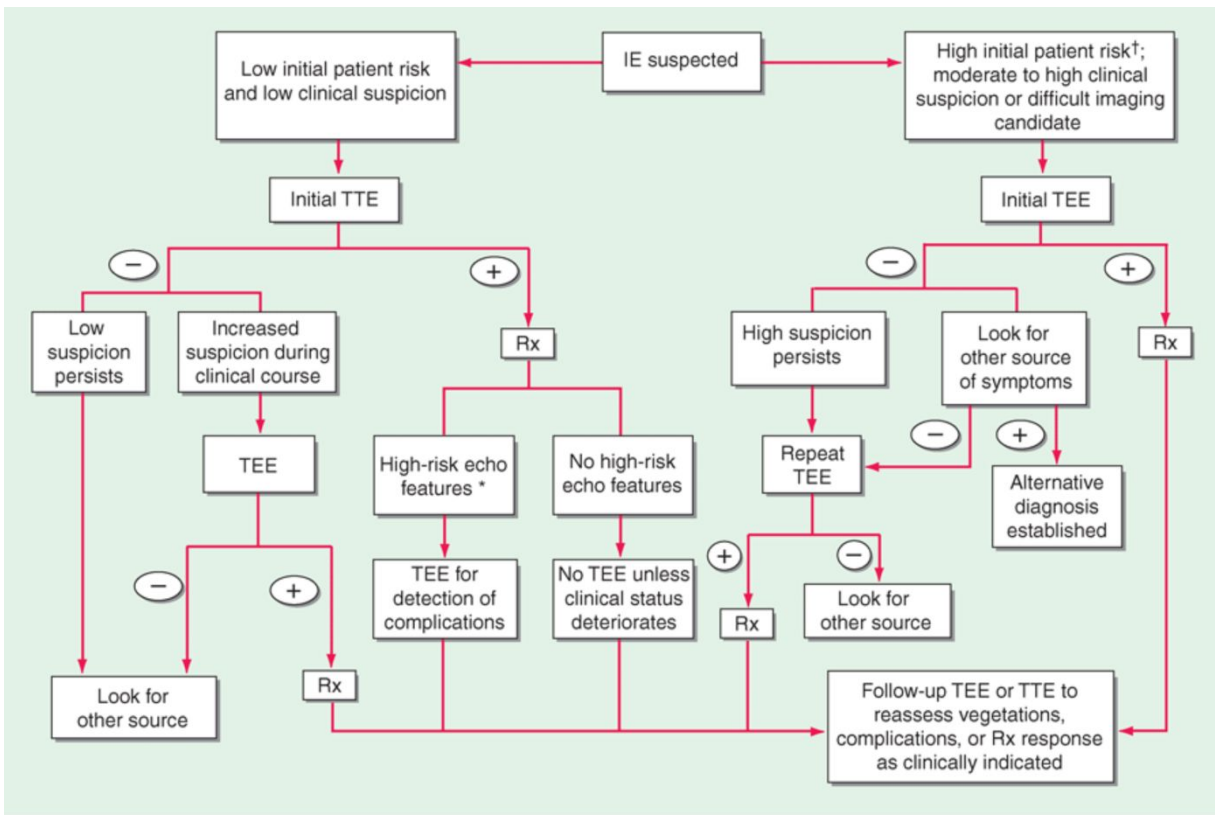 IE suspected
Low initial patient risk
and low clinical suspicion
High initial patient risk†;
moderate to high clinical
suspicion or difficult imaging
candidate
Initial TTE
Initial TEE
−
+
−
+
Low
suspicion
persists
Increased
suspicion during
clinical course
Rx
High suspicion
persists
Look for
other source
of symptoms
Rx
TEE
High-risk echo
features *
No high-risk
echo features
Repeat
TEE
−
+
Alternative
diagnosis
established
−
+
TEE for
detection of
complications
No TEE unless
clinical status
deteriorates
+
−
Rx
Look for
other source
Look for
other source
Rx
Follow-up TEE or TTE to
reassess vegetations,
complications, or Rx response
as clinically indicated